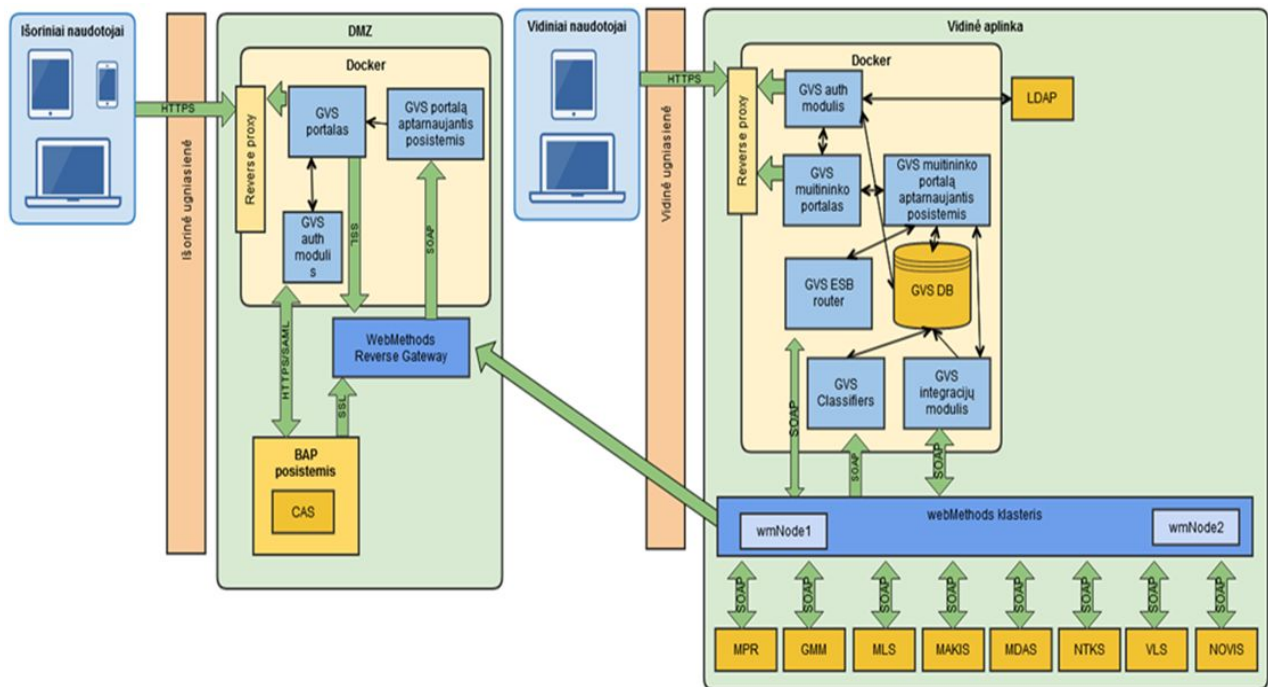 Išoriniai naudotojai
HTTPS
Išorinė ugniasienė
DMZ
Docker
Reverse proxy
GVS
portalas
GVS portalą
aptarnaujantis
posistemis
GVS
auth
moduli
s
SSL
SOAP
HTTPS/SAML
WebMethods
Reverse Gateway
SSL
BAP
posistemis
CAS
Vidiniai naudotojai
HTTPS
Vidinė ugniasienė
Vidinė aplinka
Docker
Reverse proxy
GVS auth
modulis
LDAP
GVS
muitininko
portalas
GVS muitininko
portalą
aptarnaujantis
posistemis
GVS ESB
router
GVS DB
GVS
Classifiers
GVS
integracijų
modulis
SOAP
SOAP
SOAP
webMethods klasteris
wmNode1
wmNode2
SOAP
SOAP
SOAP
SOAP
SOAP
SOAP
SOAP
SOAP
MPR
GMM
MLS
MAKIS
MDAS
NTKS
VLS
NOVIS